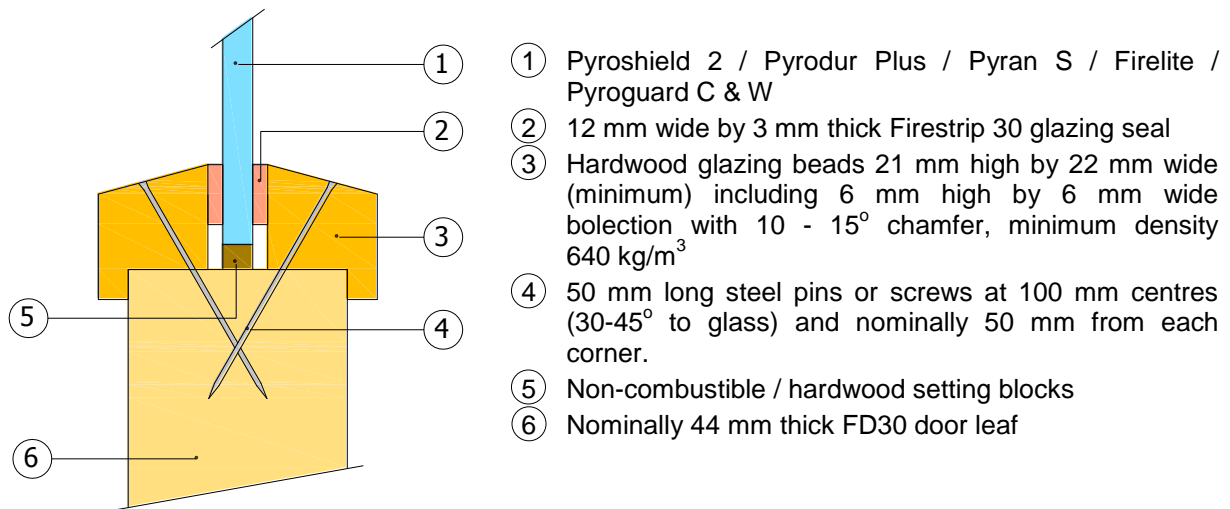 1
2
3
4
5
6
1 Pyroshield 2 / Pyrodur Plus / Pyran S / Firelite /
Pyroguard C & W
2 12 mm wide by 3 mm thick Firestrip 30 glazing seal
3 Hardwood glazing beads 21 mm high by 22 mm wide
(minimum) including 6 mm high by 6 mm wide
bolection with 10 - 15° chamfer, minimum density
640 kg/m³
4 50 mm long steel pins or screws at 100 mm centres
(30-45° to glass) and nominally 50 mm from each
corner.
5 Non-combustible / hardwood setting blocks
6 Nominally 44 mm thick FD30 door leaf